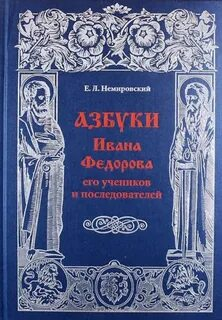 Е. Л. Немировский
АЗБУКИ
Ивана
Федорова
его учеников
и последователей